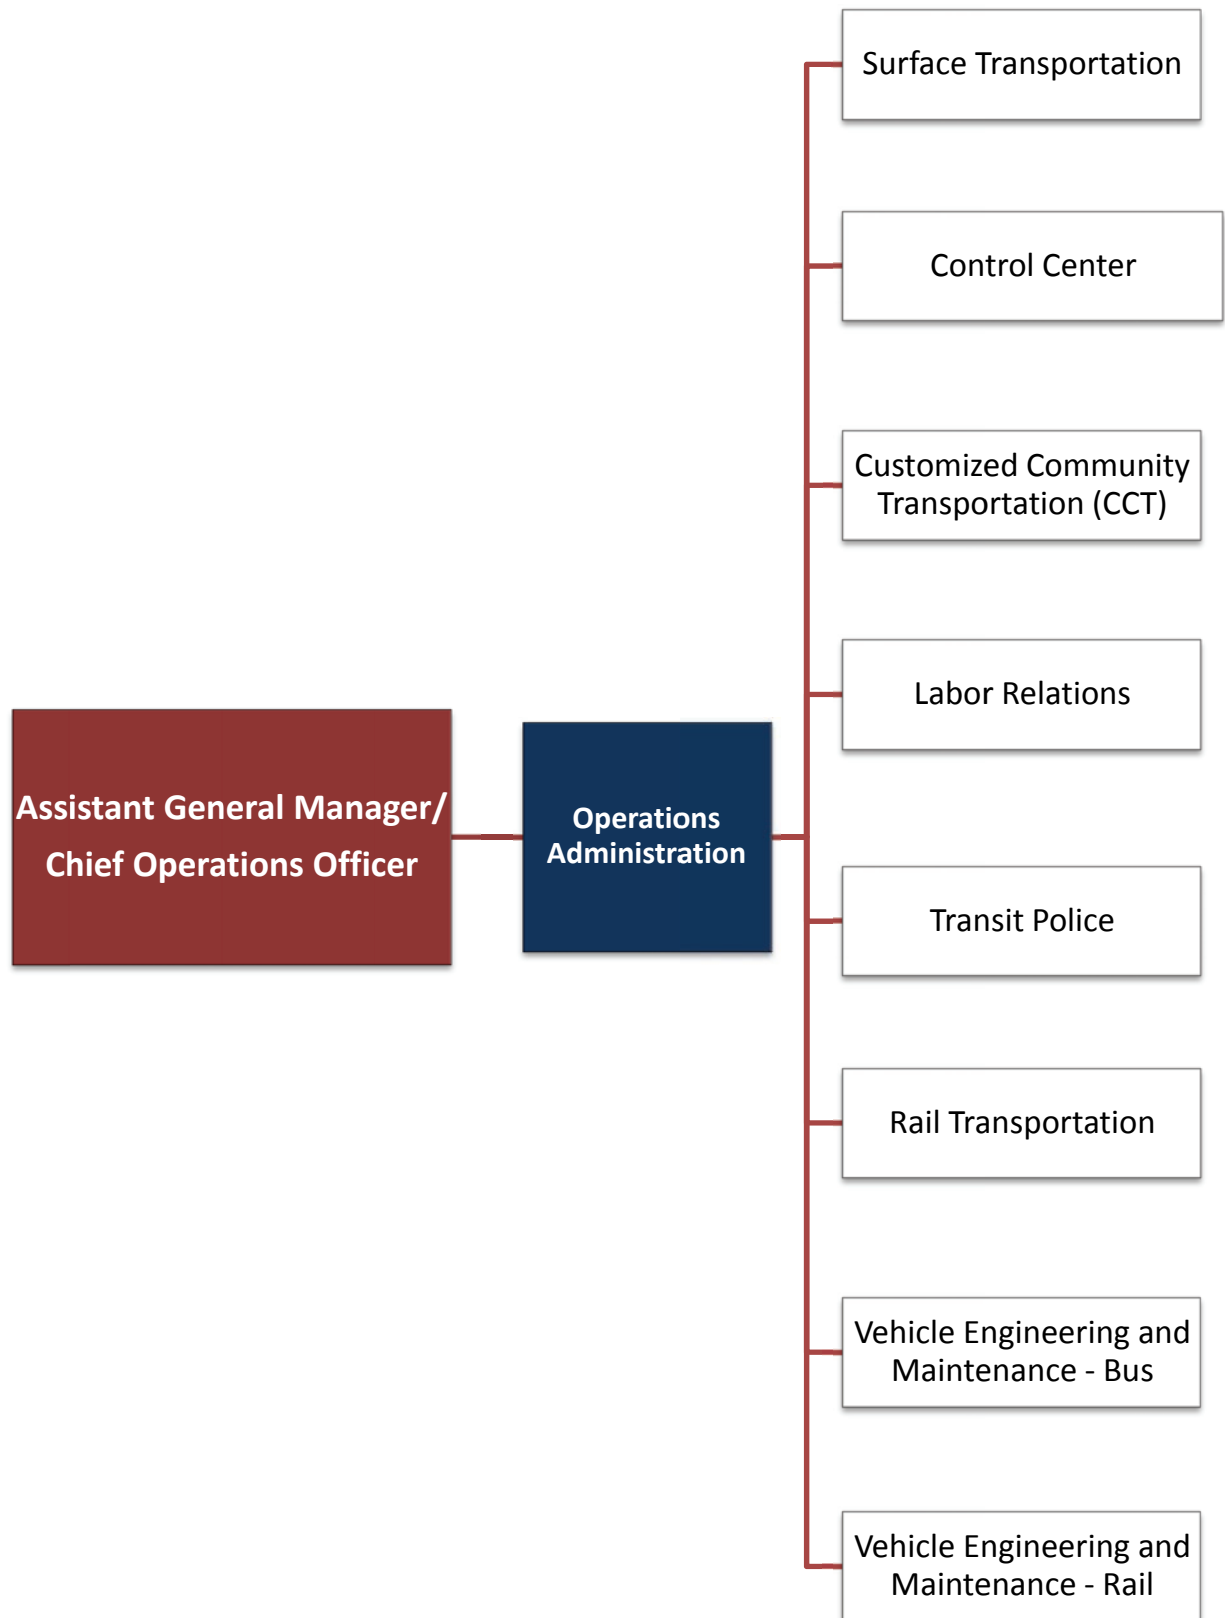 Surface Transportation
Control Center
Customized Community
Transportation (CCT)
Labor Relations
Assistant General Manager/
Chief Operations Officer
Operations
Administration
Transit Police
Rail Transportation
Vehicle Engineering and
Maintenance - Bus
Vehicle Engineering and
Maintenance - Rail